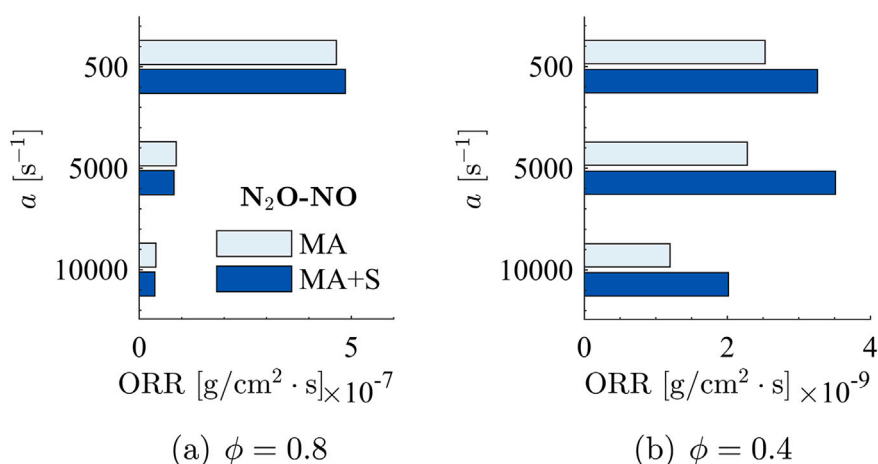 500
5000
10000
a [s⁻¹]
N₂O-NO
MA
MA+S
0
5
ORR [g/cm² · s] ×10⁻⁷
(a) ϕ = 0.8
500
5000
10000
a [s⁻¹]
0
2
4
ORR [g/cm² · s] ×10⁻⁹
(b) ϕ = 0.4